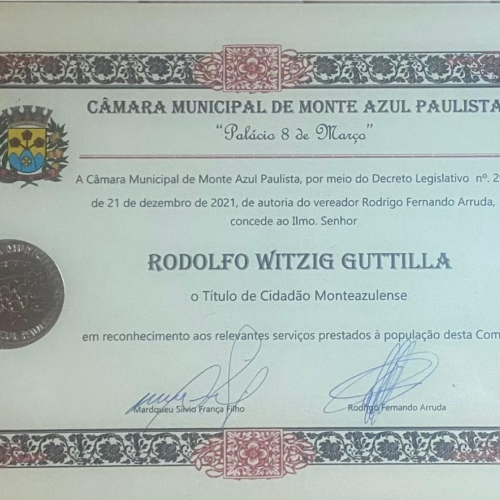 CÂMARA MUNICIPAL DE MONTE AZUL PAULISTA
"Palácio 8 de Março"
A Câmara Municipal de Monte Azul Paulista, por meio do Decreto Legislativo nº.
de 21 de dezembro de 2021, de autoria do vereador Rodrigo Fernando Arruda,
concede ao Ilmo. Senhor
RODOLFO WITZIG GUTTILLA
o Título de Cidadão Monteazulense
em reconhecimento aos relevantes serviços prestados à população desta Com
Mardqueu Silvio França Filho
Rodrigo Fernando Arruda